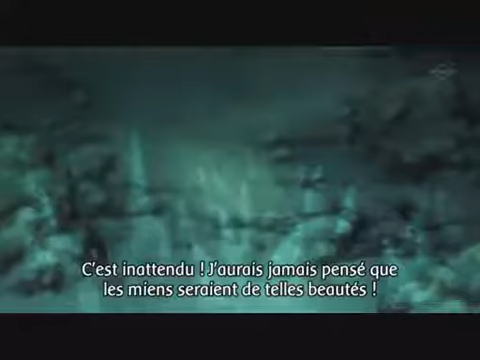 C'est inattendu ! J'aurais jamais pensé que
les miens seraient de telles beautés !